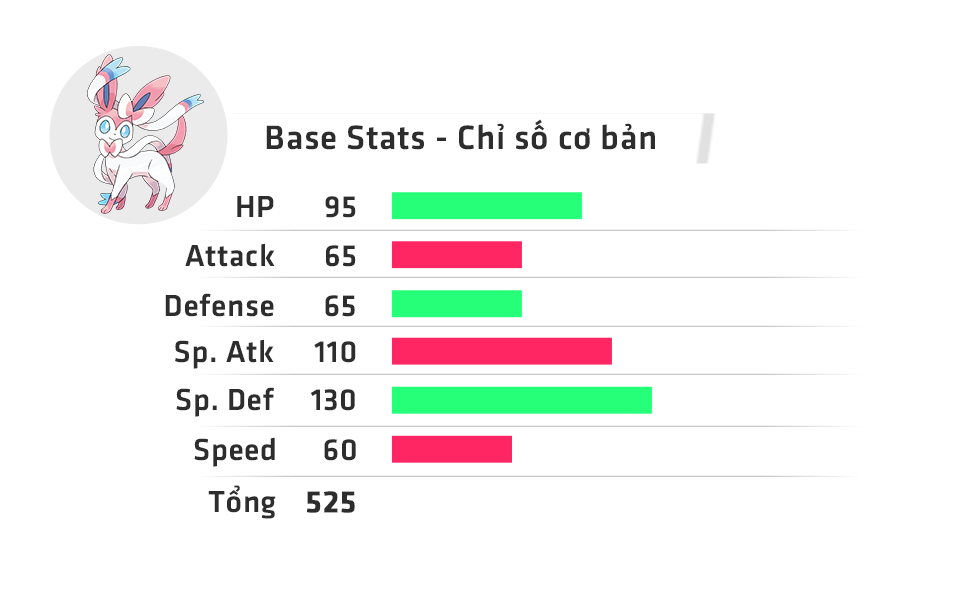 Base Stats - Chỉ số cơ bản
HP 95
Attack 65
Defense 65
Sp. Atk 110
Sp. Def 130
Speed 60
Tổng 525